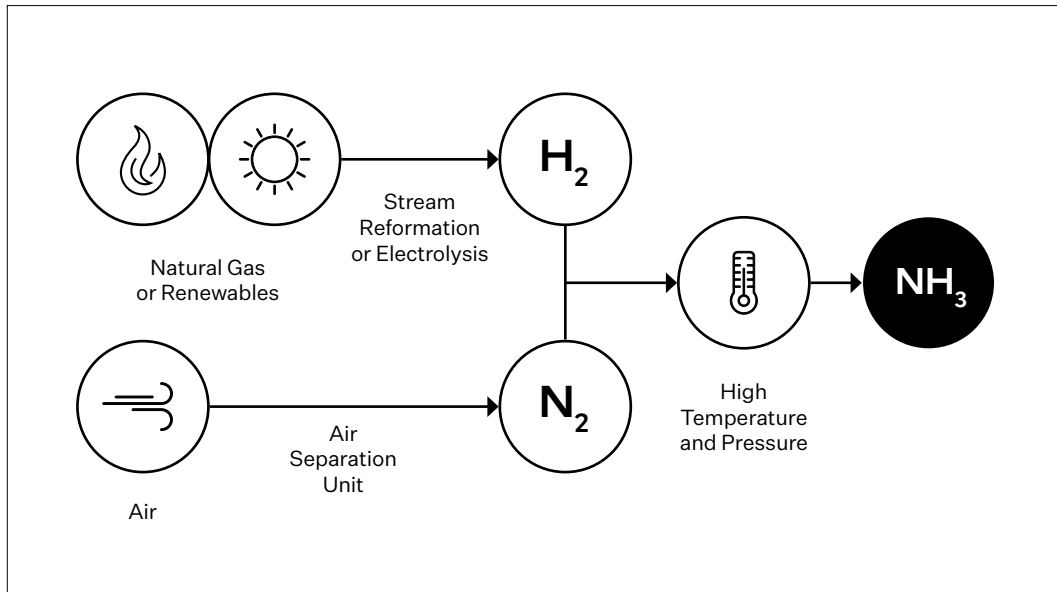 H₂
Stream
Reformation
or Electrolysis
Natural Gas
or Renewables
NH₃
N₂
High
Temperature
and Pressure
Air
Separation
Unit
Air